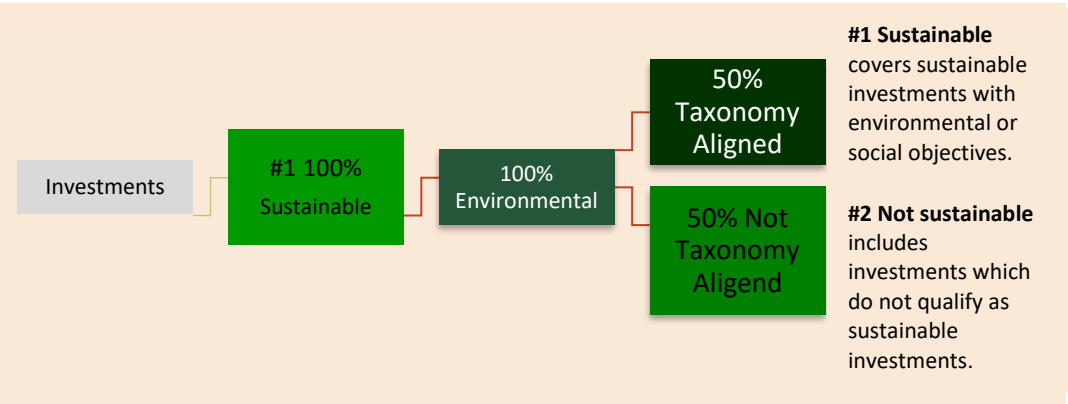 Investments
#1 100%
Sustainable
100%
Environmental
50%
Taxonomy
Aligned
50% Not
Taxonomy
Aligend
#1 Sustainable
covers sustainable
investments with
environmental or
social objectives.
#2 Not sustainable
includes
investments which
do not qualify as
sustainable
investments.